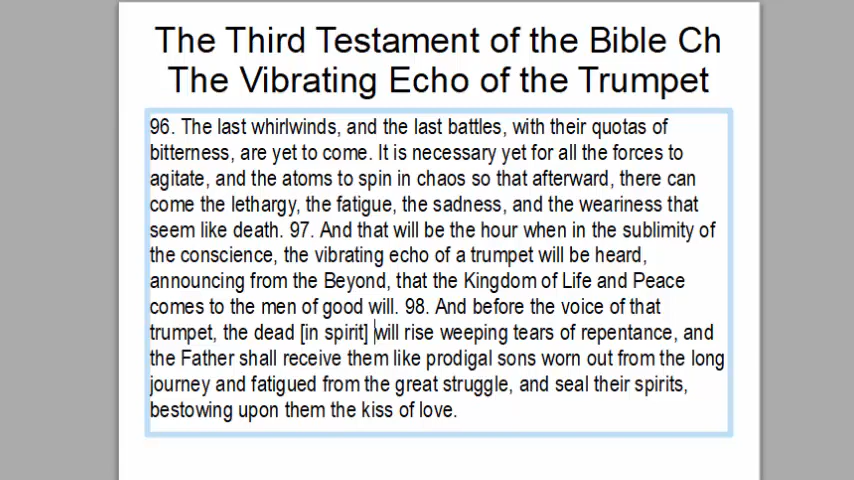 The Third Testament of the Bible Ch
The Vibrating Echo of the Trumpet
96. The last whirlwinds, and the last battles, with their quotas of
bitterness, are yet to come. It is necessary yet for all the forces to
agitate, and the atoms to spin in chaos so that afterward, there can
come the lethargy, the fatigue, the sadness, and the weariness that
seem like death. 97. And that will be the hour when in the sublimity of
the conscience, the vibrating echo of a trumpet will be heard,
announcing from the Beyond, that the Kingdom of Life and Peace
comes to the men of good will. 98. And before the voice of that
trumpet, the dead [in spirit] will rise weeping tears of repentance, and
the Father shall receive them like prodigal sons worn out from the long
journey and fatigued from the great struggle, and seal their spirits,
bestowing upon them the kiss of love.